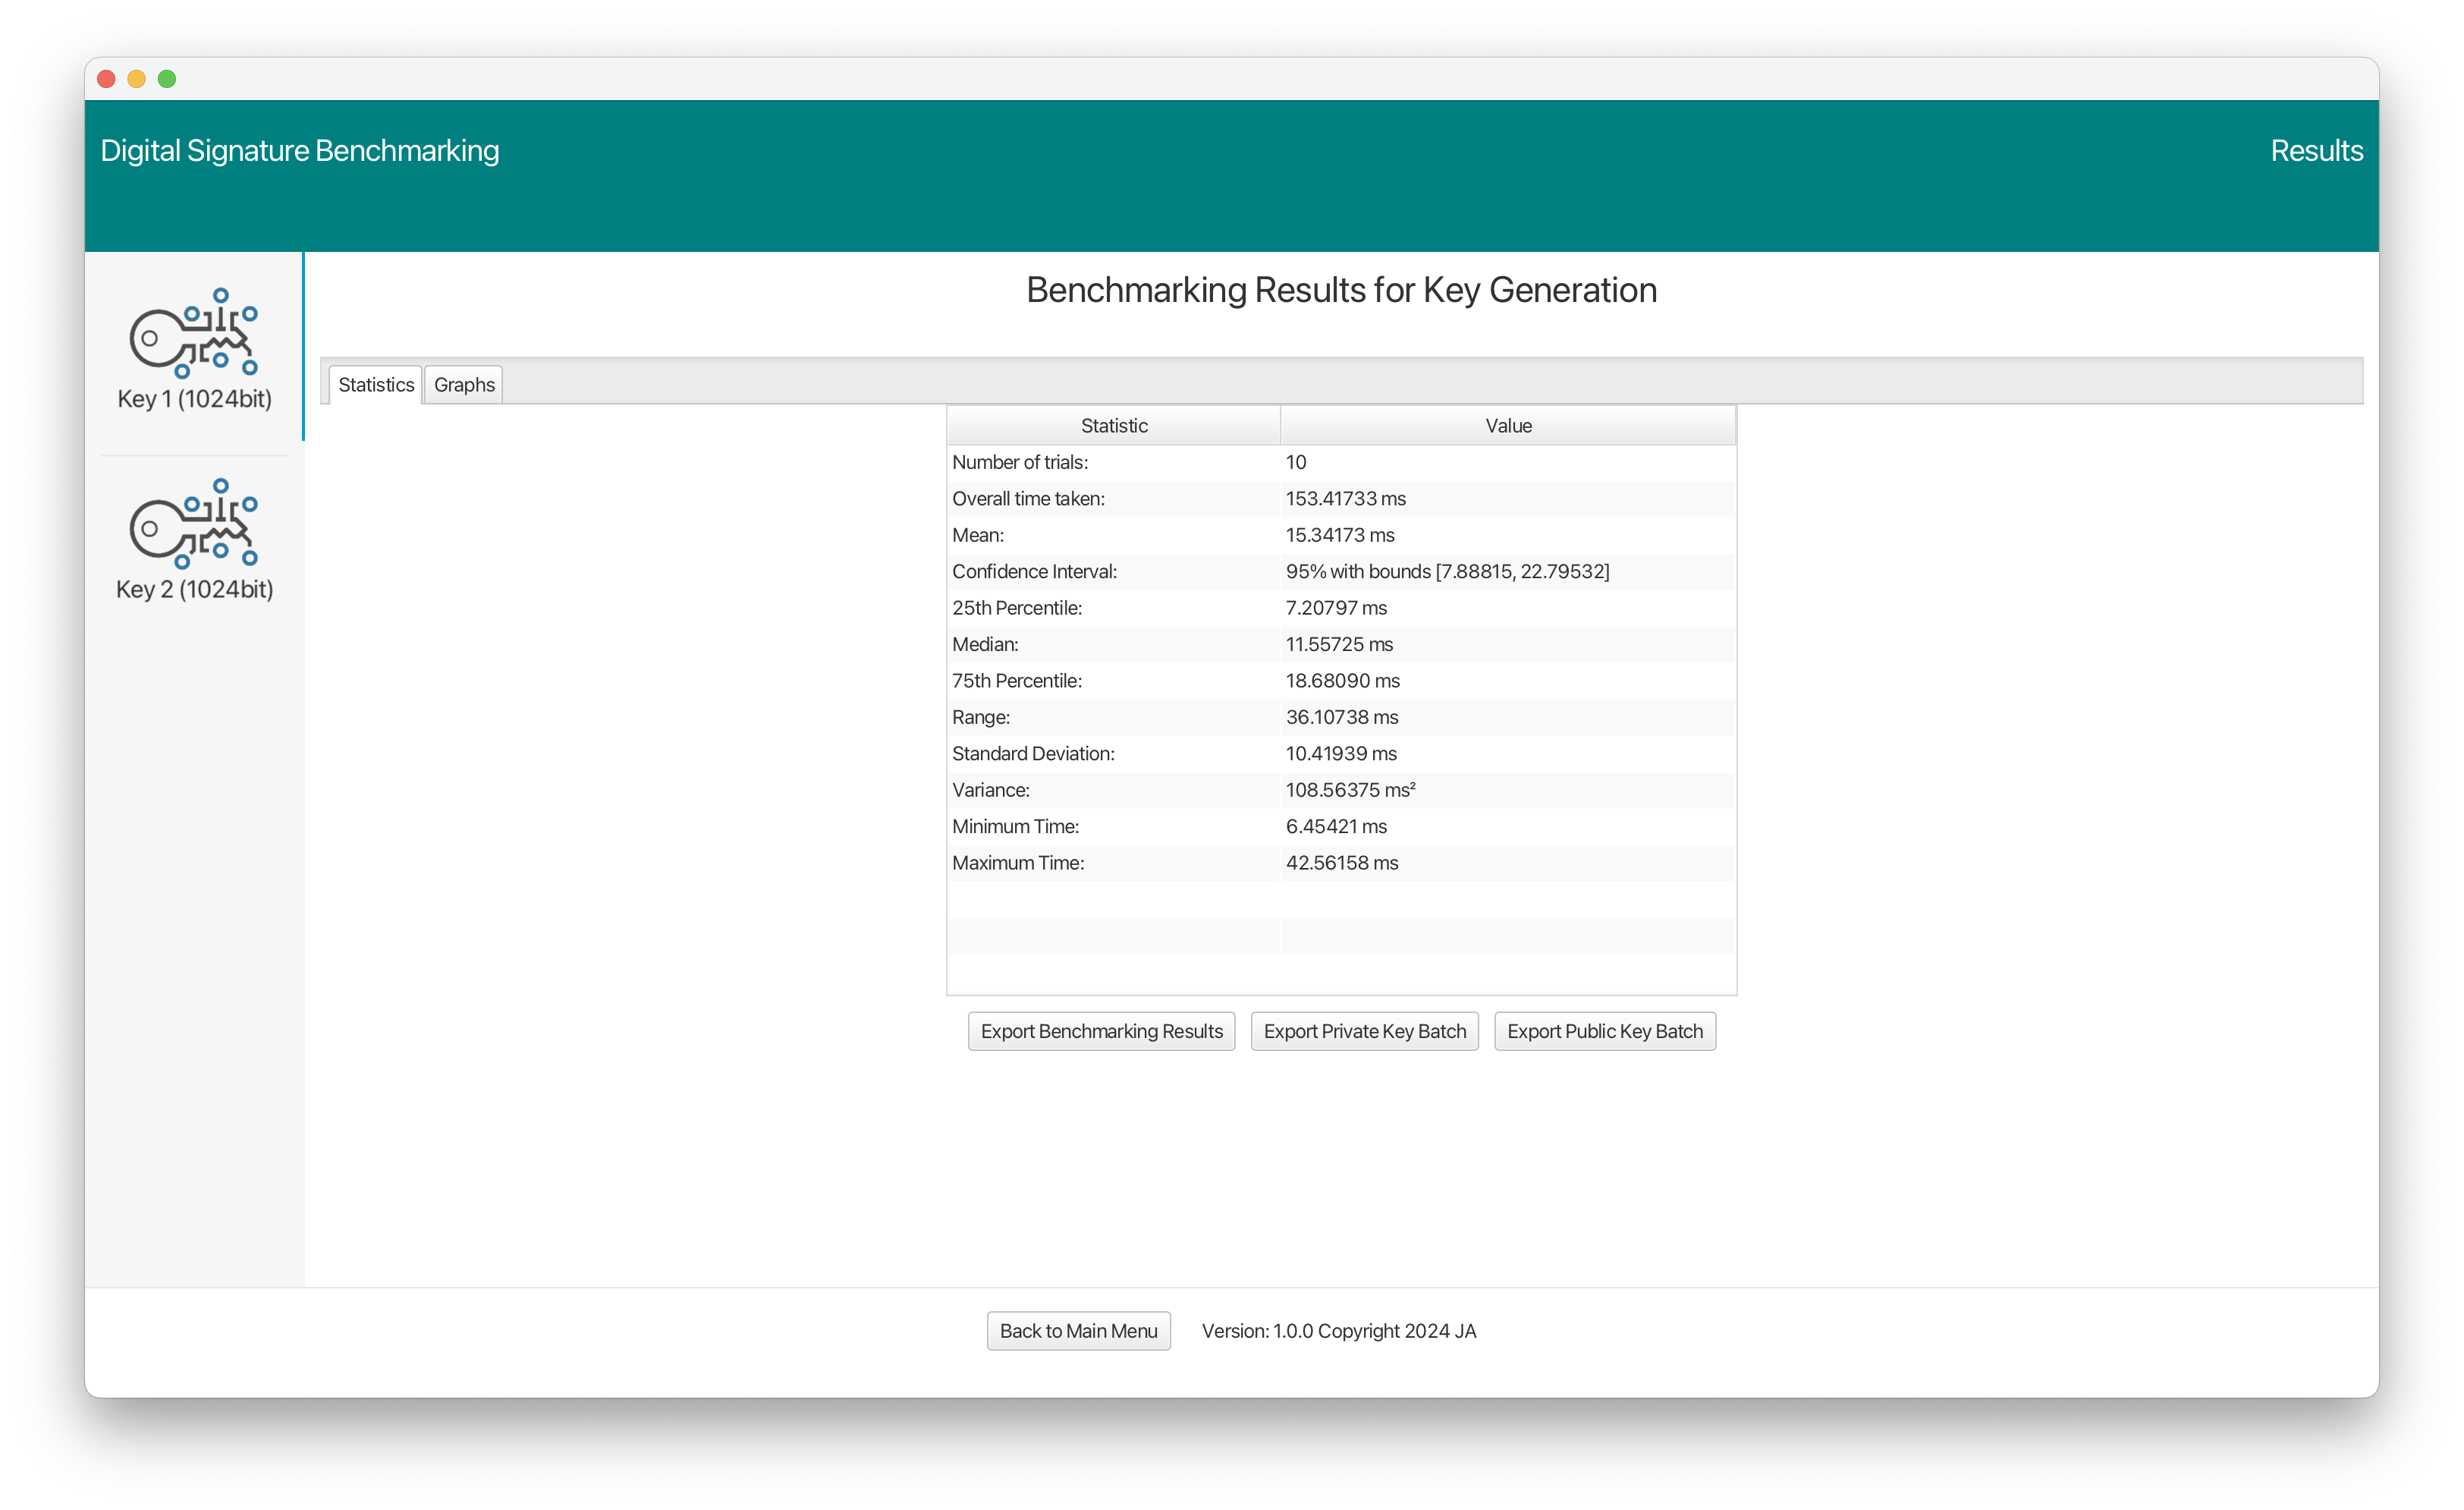 Digital Signature Benchmarking
Results
Key 1 (1024bit)
Key 2 (1024bit)
Benchmarking Results for Key Generation
Statistics Graphs
Statistic Value
Number of trials: 10
Overall time taken: 153.41733 ms
Mean: 15.34173 ms
Confidence Interval: 95% with bounds [7.88815, 22.79532]
25th Percentile: 7.20797 ms
Median: 11.55725 ms
75th Percentile: 18.68090 ms
Range: 36.10738 ms
Standard Deviation: 10.41939 ms
Variance: 108.56375 ms²
Minimum Time: 6.45421 ms
Maximum Time: 42.56158 ms
Export Benchmarking Results Export Private Key Batch Export Public Key Batch
Back to Main Menu Version: 1.0.0 Copyright 2024 JA